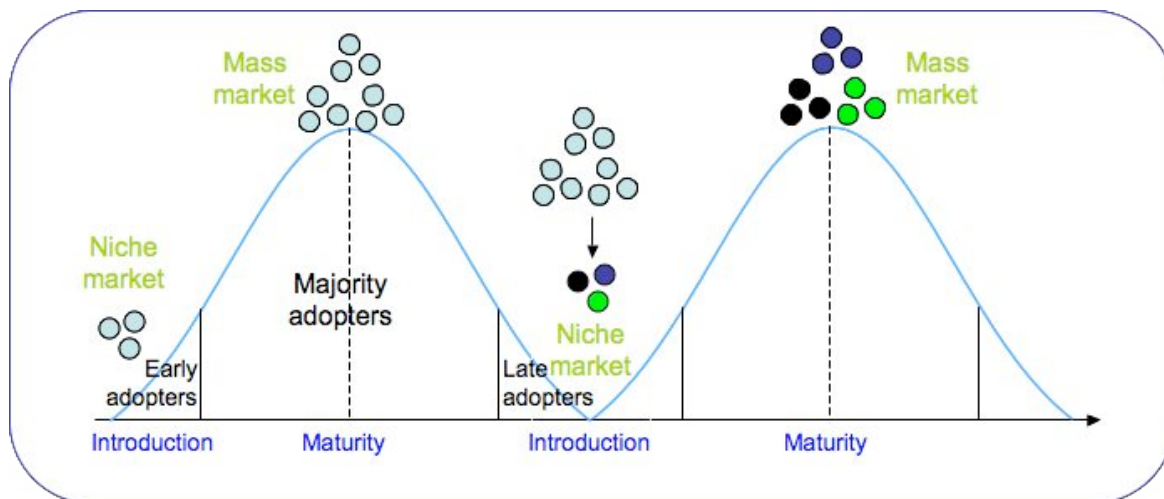 Mass
market
Mass
market
Niche
market
Majority
adopters
Niche
market
Early
adopters
Late
adopters
Introduction
Maturity
Introduction
Maturity